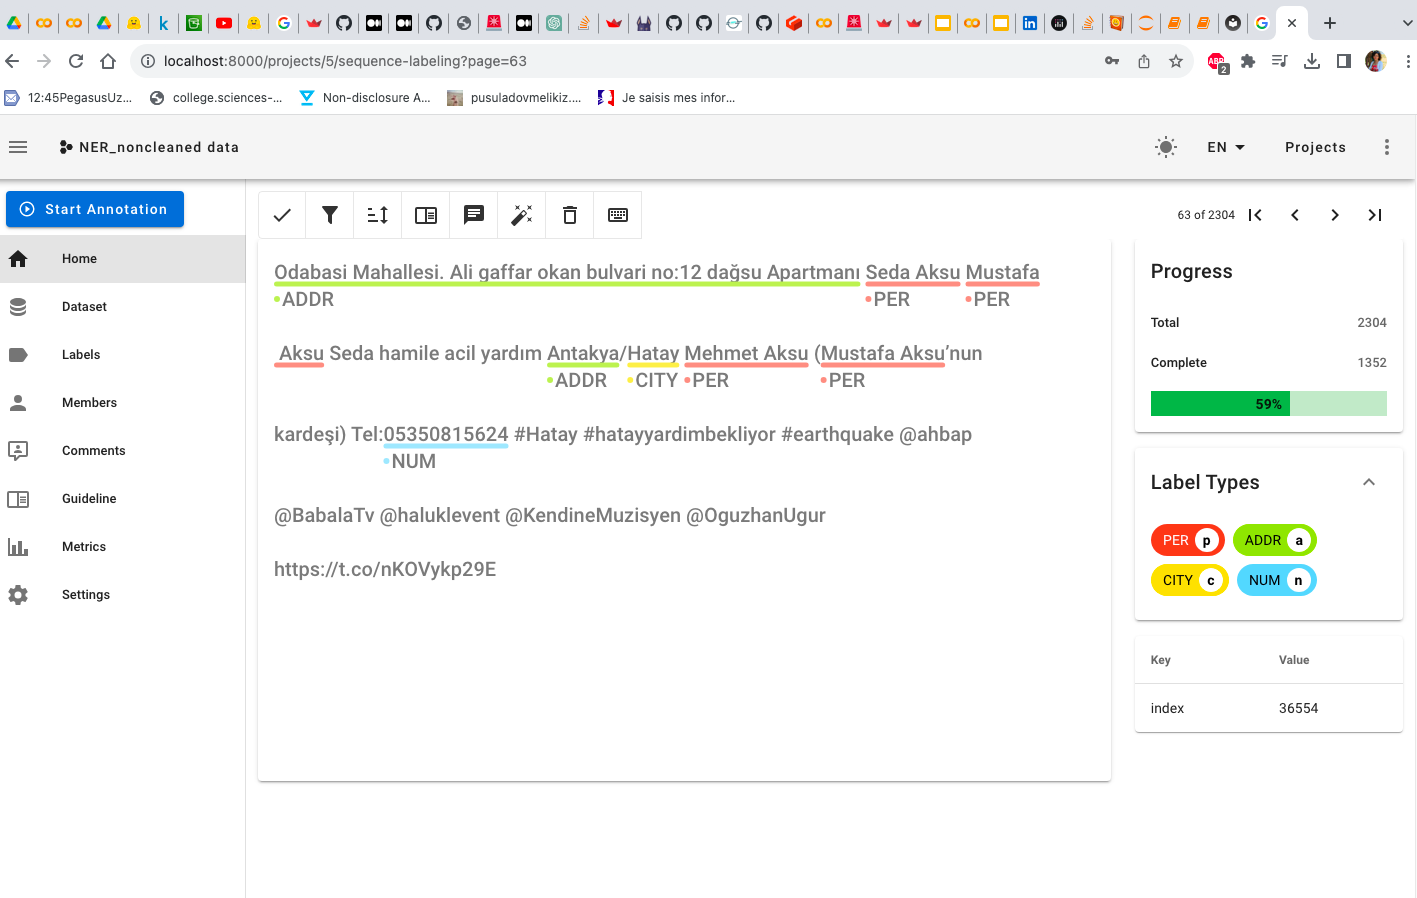 localhost:8000/projects/5/sequence-labeling?page=63
ABP
2
12:45PegasusUz...
college.sciences-...
Non-disclosure A...
pusuladovmelikiz....
Je saisis mes infor...
NER_noncleaned data
EN
Projects
Start Annotation
63 of 2304
Home
Dataset
Labels
Members
Comments
Guideline
Metrics
Settings
Odabasi Mahallesi. Ali gaffar okan bulvari no:12 dağsu Apartmanı Seda Aksu Mustafa
ADDR PER PER
Aksu Seda hamile acil yardım Antakya/Hatay Mehmet Aksu (Mustafa Aksu’nun
ADDR CITY PER PER
kardeşi) Tel:05350815624 #Hatay #hatayyardimbekliyor #earthquake @ahbap
NUM
@BabalaTv @haluklevent @KendineMuzisyen @OguzhanUgur
https://t.co/nKOVykp29E
Progress
Total 2304
Complete 1352
59%
Label Types
PER p ADDR a
CITY c NUM n
Key Value
index 36554